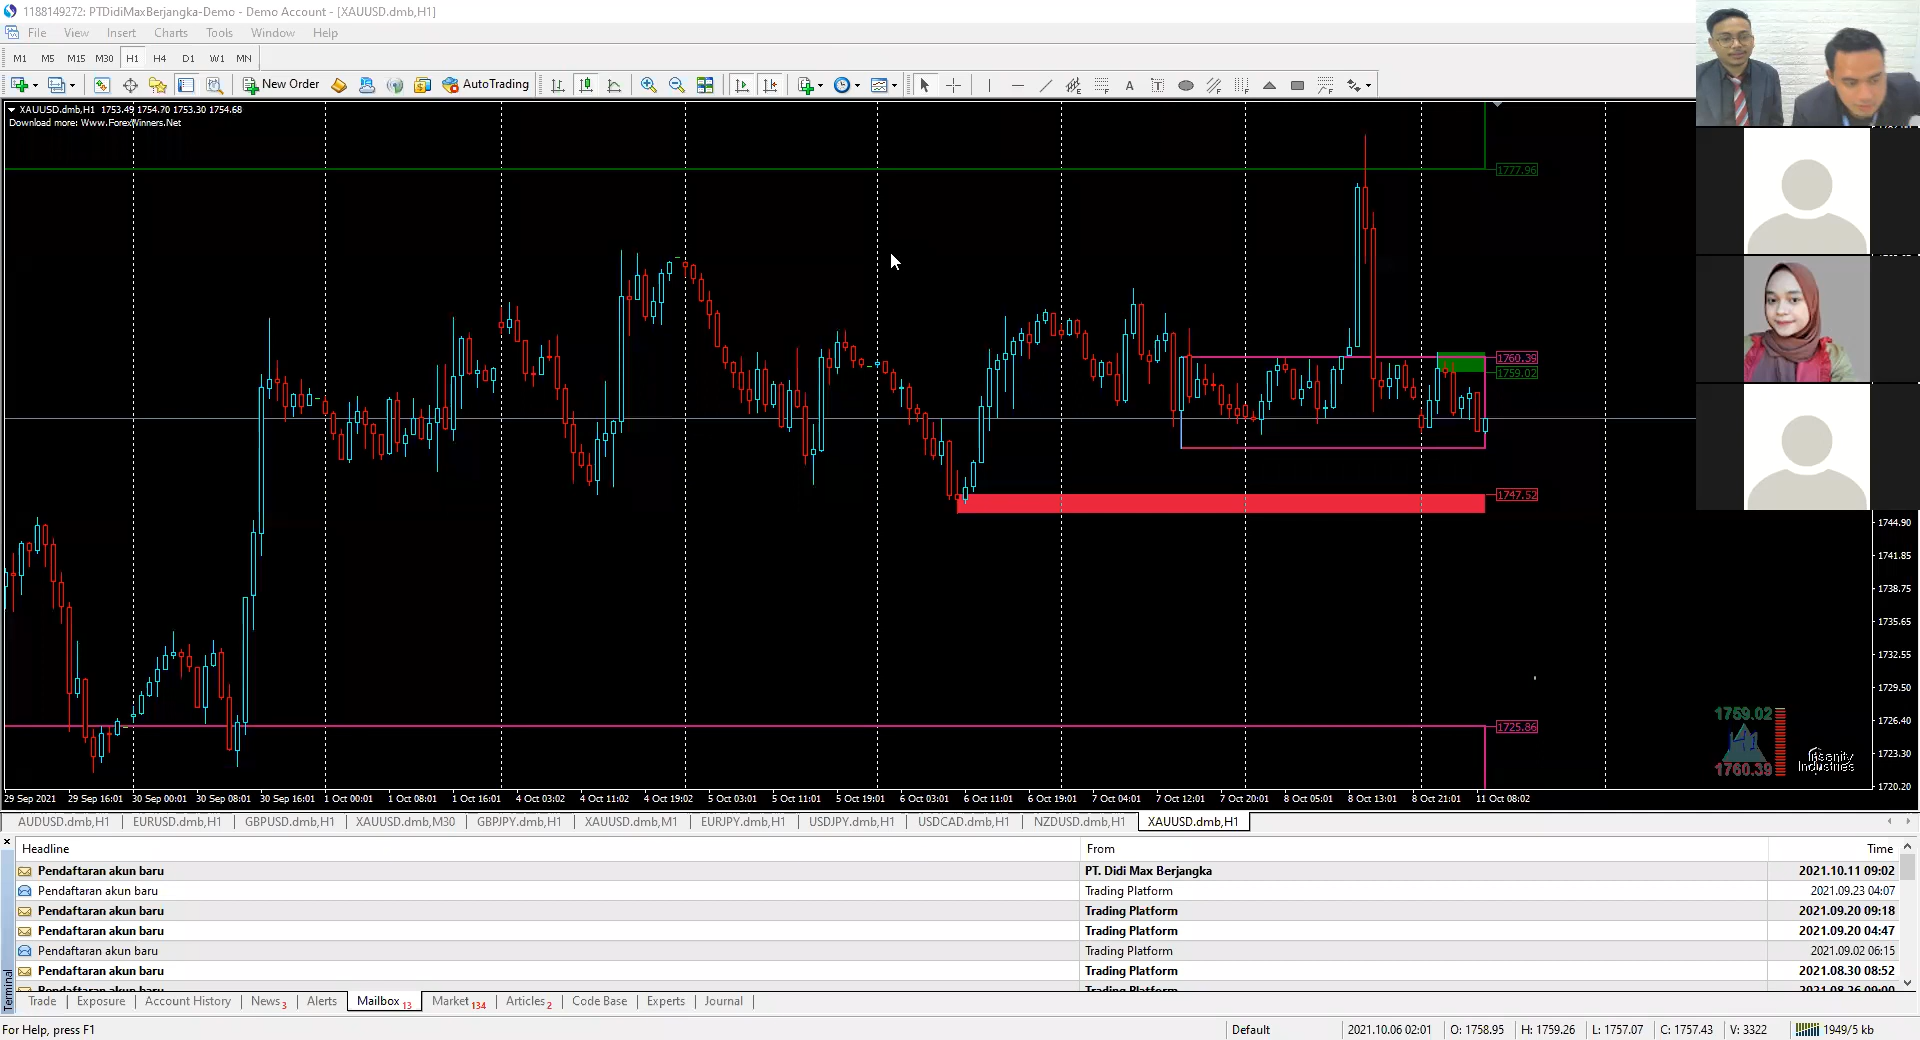 1188149272: PTDidiMaxBerjangka-Demo - Demo Account - [XAUUSD.dmb,H1]
File View Insert Charts Tools Window Help
M1 M5 M15 M30 H1 H4 D1 W1 MN
New Order AutoTrading
XAUUSD.dmb,H1 1753.49 1754.70 1753.30 1754.68
Download more: Www.ForexWinners.Net
1777.96
1760.39
1759.02
1747.52
1744.90
1741.85
1738.75
1735.65
1732.55
1729.50
1725.86
1726.40
1723.30
1720.20
1759.02
H1
1760.39
Insanity
Industries
29 Sep 2021 29 Sep 16:01 30 Sep 00:01 30 Sep 08:01 30 Sep 16:01 1 Oct 00:01 1 Oct 08:01 1 Oct 16:01 4 Oct 03:02 4 Oct 11:02 4 Oct 19:02 5 Oct 03:01 5 Oct 11:01 5 Oct 19:01 6 Oct 03:01 6 Oct 11:01 6 Oct 19:01 7 Oct 04:01 7 Oct 12:01 7 Oct 20:01 8 Oct 05:01 8 Oct 13:01 8 Oct 21:01 11 Oct 08:02
AUDUSD.dmb,H1 EURUSD.dmb,H1 GBPUSD.dmb,H1 XAUUSD.dmb,M30 GBPJPY.dmb,H1 XAUUSD.dmb,M1 EURJPY.dmb,H1 USDJPY.dmb,H1 USDCAD.dmb,H1 NZDUSD.dmb,H1 XAUUSD.dmb,H1
Headline From Time
Pendaftaran akun baru PT. Didi Max Berjangka 2021.10.11 09:02
Pendaftaran akun baru Trading Platform 2021.09.23 04:07
Pendaftaran akun baru Trading Platform 2021.09.20 09:18
Pendaftaran akun baru Trading Platform 2021.09.20 04:47
Pendaftaran akun baru Trading Platform 2021.09.02 06:15
Pendaftaran akun baru Trading Platform 2021.08.30 08:52
Pendaftaran akun baru Trading Platform 2021.08.26 09:00
Terminal
Trade Exposure Account History News 3 Alerts Mailbox 13 Market 134 Articles 2 Code Base Experts Journal
For Help, press F1 Default 2021.10.06 02:01 O: 1758.95 H: 1759.26 L: 1757.07 C: 1757.43 V: 3322 1949/5 kb